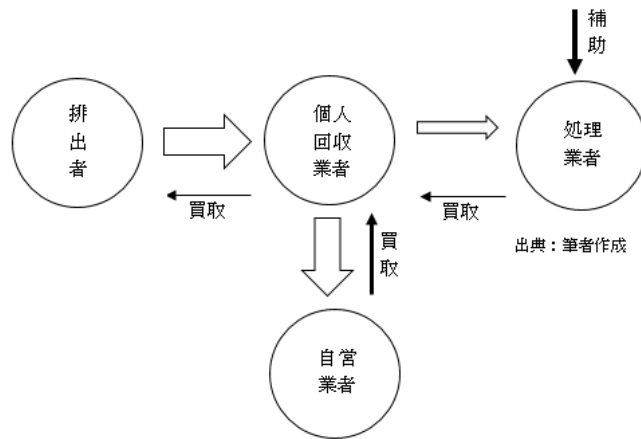 補助
排出者
個人
回収
業者
処理
業者
買取
買取
買取
出典：筆者作成
自営
業者